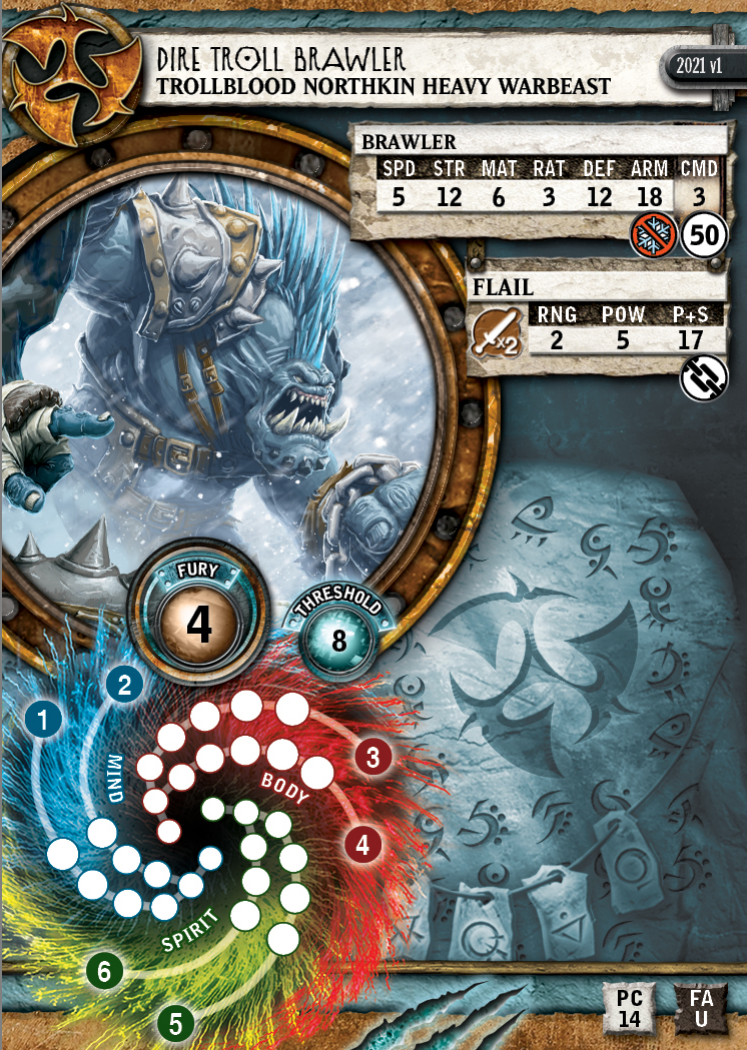 DIRE TROLL BRAWLER
TROLLBLOOD NORTHKIN HEAVY WARBEAST
2021 v1
BRAWLER
SPD STR MAT RAT DEF ARM CMD
5 12 6 3 12 18 3
50
FLAIL
RNG POW P+S
x2 2 5 17
FURY
4
THRESHOLD
8
1
2
MIND
3
BODY
4
SPIRIT
6
5
PC
14
FA
U